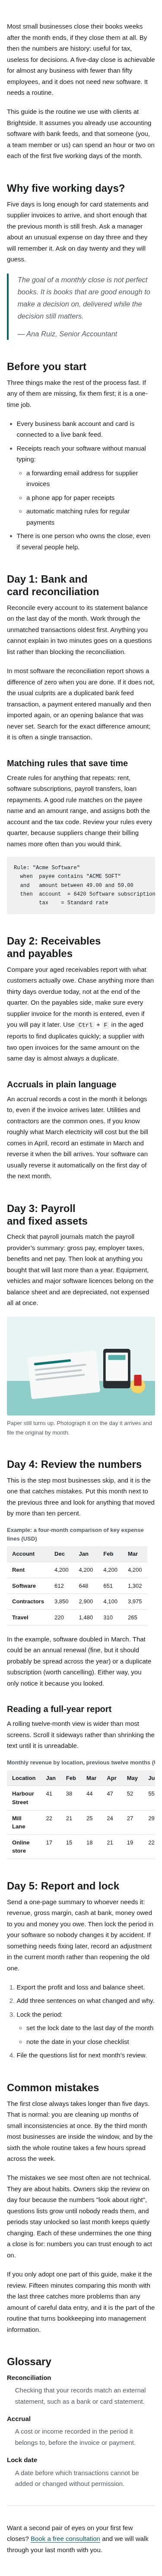 Most small businesses close their books weeks
after the month ends, if they close them at all. By
then the numbers are history: useful for tax,
useless for decisions. A five-day close is achievable
for almost any business with fewer than fifty
employees, and it does not need new software. It
needs a routine.
This guide is the routine we use with clients at
Brightside. It assumes you already use accounting
software with bank feeds, and that someone (you,
a team member or us) can spend an hour or two on
each of the first five working days of the month.
Why five working days?
Five days is long enough for card statements and
supplier invoices to arrive, and short enough that
the previous month is still fresh. Ask a manager
about an unusual expense on day three and they
will remember it. Ask on day twenty and they will
guess.
The goal of a monthly close is not perfect
books. It is books that are good enough to
make a decision on, delivered while the
decision still matters.
— Ana Ruiz, Senior Accountant
Before you start
Three things make the rest of the process fast. If
any of them are missing, fix them first; it is a one-
time job.
Every business bank account and card is
connected to a live bank feed.
Receipts reach your software without manual
typing:
a forwarding email address for supplier
invoices
a phone app for paper receipts
automatic matching rules for regular
payments
There is one person who owns the close, even
if several people help.
Day 1: Bank and
card reconciliation
Reconcile every account to its statement balance
on the last day of the month. Work through the
unmatched transactions oldest first. Anything you
cannot explain in two minutes goes on a questions
list rather than blocking the reconciliation.
In most software the reconciliation report shows a
difference of zero when you are done. If it does not,
the usual culprits are a duplicated bank feed
transaction, a payment entered manually and then
imported again, or an opening balance that was
never set. Search for the exact difference amount;
it is often a single transaction.
Matching rules that save time
Create rules for anything that repeats: rent,
software subscriptions, payroll transfers, loan
repayments. A good rule matches on the payee
name and an amount range, and assigns both the
account and the tax code. Review your rules every
quarter, because suppliers change their billing
names more often than you would think.
Rule: "Acme Software"
when payee contains "ACME SOFT"
and amount between 40.00 and 59.00
then account = 6420 Software subscription
tax = Standard rate
Day 2: Receivables
and payables
Compare your aged receivables report with what
customers actually owe. Chase anything more than
thirty days overdue today, not at the end of the
quarter. On the payables side, make sure every
supplier invoice for the month is entered, even if
you will pay it later. Use Ctrl + F in the aged
reports to find duplicates quickly; a supplier with
two open invoices for the same amount on the
same day is almost always a duplicate.
Accruals in plain language
An accrual records a cost in the month it belongs
to, even if the invoice arrives later. Utilities and
contractors are the common ones. If you know
roughly what March electricity will cost but the bill
comes in April, record an estimate in March and
reverse it when the bill arrives. Your software can
usually reverse it automatically on the first day of
the next month.
Day 3: Payroll
and fixed assets
Check that payroll journals match the payroll
provider's summary: gross pay, employer taxes,
benefits and net pay. Then look at anything you
bought that will last more than a year. Equipment,
vehicles and major software licences belong on the
balance sheet and are depreciated, not expensed
all at once.
Paper still turns up. Photograph it on the day it arrives and
file the original by month.
Day 4: Review the numbers
This is the step most businesses skip, and it is the
one that catches mistakes. Put this month next to
the previous three and look for anything that moved
by more than ten percent.
Example: a four-month comparison of key expense
lines (USD)
Account Dec Jan Feb Mar
Rent 4,200 4,200 4,200 4,200
Software 612 648 651 1,302
Contractors 3,850 2,900 4,100 3,975
Travel 220 1,480 310 265
In the example, software doubled in March. That
could be an annual renewal (fine, but it should
probably be spread across the year) or a duplicate
subscription (worth cancelling). Either way, you
only notice it because you looked.
Reading a full-year report
A rolling twelve-month view is wider than most
screens. Scroll it sideways rather than shrinking the
text until it is unreadable.
Monthly revenue by location, previous twelve months (
Location Jan Feb Mar Apr May Ju
Harbour 41 38 44 47 52 55
Street
Mill 22 21 25 24 27 29
Lane
Online 17 15 18 21 19 22
store
Day 5: Report and lock
Send a one-page summary to whoever needs it:
revenue, gross margin, cash at bank, money owed
to you and money you owe. Then lock the period in
your software so nobody changes it by accident. If
something needs fixing later, record an adjustment
in the current month rather than reopening the old
one.
1. Export the profit and loss and balance sheet.
2. Add three sentences on what changed and why.
3. Lock the period:
set the lock date to the last day of the month
note the date in your close checklist
4. File the questions list for next month's review.
Common mistakes
The first close always takes longer than five days.
That is normal: you are cleaning up months of
small inconsistencies at once. By the third month
most businesses are inside the window, and by the
sixth the whole routine takes a few hours spread
across the week.
The mistakes we see most often are not technical.
They are about habits. Owners skip the review on
day four because the numbers "look about right",
questions lists grow until nobody reads them, and
periods stay unlocked so last month keeps quietly
changing. Each of these undermines the one thing
a close is for: numbers you can trust enough to act
on.
If you only adopt one part of this guide, make it the
review. Fifteen minutes comparing this month with
the last three catches more problems than any
amount of careful data entry, and it is the part of the
routine that turns bookkeeping into management
information.
Glossary
Reconciliation
Checking that your records match an external
statement, such as a bank or card statement.
Accrual
A cost or income recorded in the period it
belongs to, before the invoice or payment.
Lock date
A date before which transactions cannot be
added or changed without permission.
Want a second pair of eyes on your first few
closes? Book a free consultation and we will walk
through your last month with you.